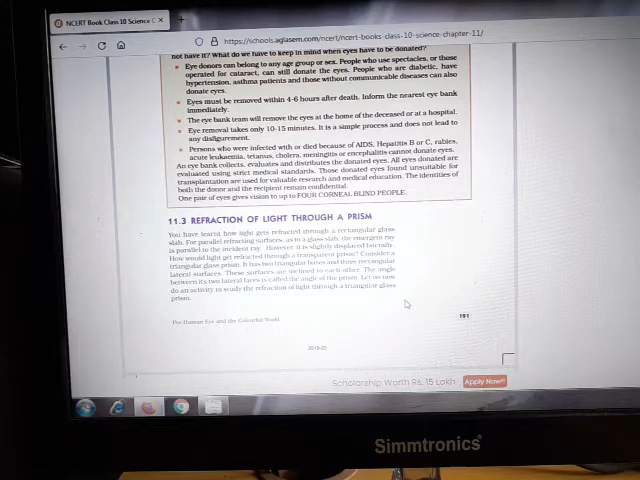 NCERT Book Class 10 Science C
https://schools.aglasem.com/ncert/ncert-books-class-10-science-chapter-11/
not have it? What do we have to keep in mind when eyes have to be donated?
Eye donors can belong to any age group or sex. People who use spectacles, or those
operated for cataract, can still donate the eyes. People who are diabetic, have
hypertension, asthma patients and those without communicable diseases can also
donate eyes.
Eyes must be removed within 4-6 hours after death. Inform the nearest eye bank
immediately.
The eye bank team will remove the eyes at the home of the deceased or at a hospital.
Eye removal takes only 10-15 minutes. It is a simple process and does not lead to
any disfigurement.
Persons who were infected with or died because of AIDS, Hepatitis B or C, rabies,
acute leukaemia, tetanus, cholera, meningitis or encephalitis cannot donate eyes.
An eye bank collects, evaluates and distributes the donated eyes. All eyes donated are
evaluated using strict medical standards. Those donated eyes found unsuitable for
transplantation are used for valuable research and medical education. The identities of
both the donor and the recipient remain confidential.
One pair of eyes gives vision to up to FOUR CORNEAL BLIND PEOPLE.
11.3 REFRACTION OF LIGHT THROUGH A PRISM
You have learnt how light gets refracted through a rectangular glass
slab. For parallel refracting surfaces, as in a glass slab, the emergent ray
is parallel to the incident ray. However, it is slightly displaced laterally.
How would light get refracted through a transparent prism? Consider a
triangular glass prism. It has two triangular bases and three rectangular
lateral surfaces. These surfaces are inclined to each other. The angle
between its two lateral faces is called the angle of the prism. Let us now
do an activity to study the refraction of light through a triangular glass
prism.
The Human Eye and the Colourful World
191
2019-20
Scholarship Worth Rs. 15 Lakh
Apply Now
Simmtronics